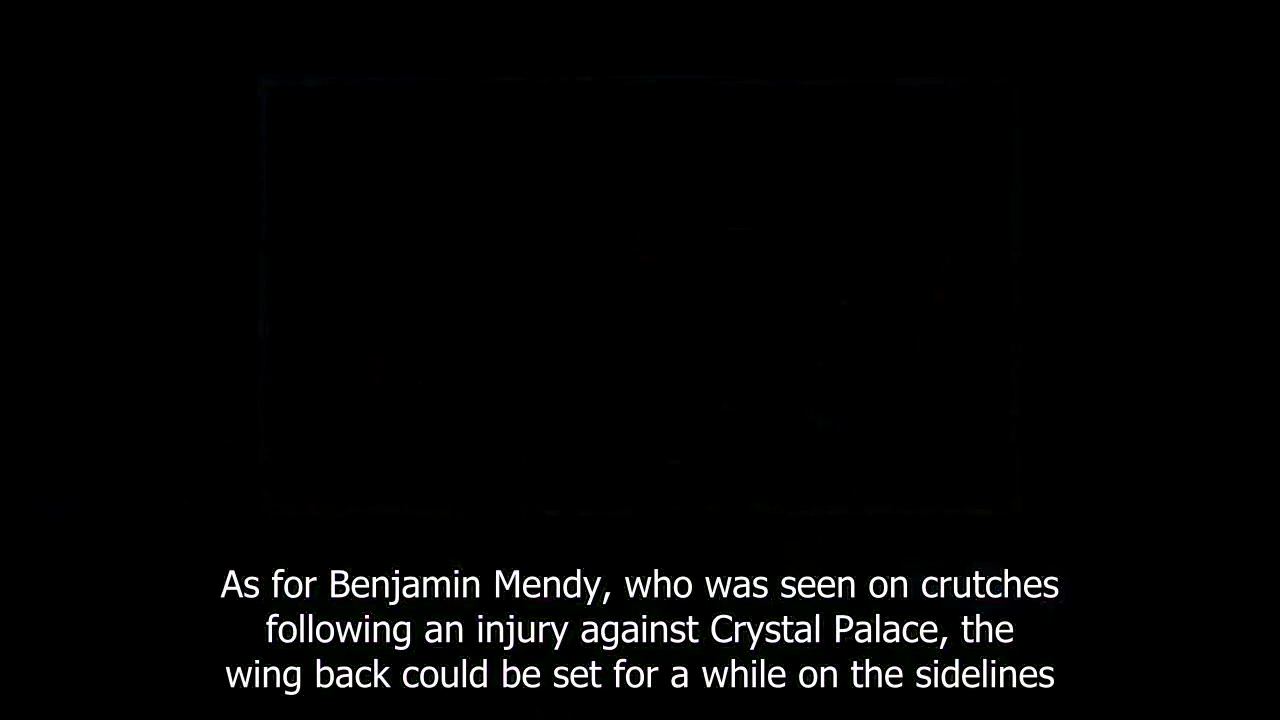 As for Benjamin Mendy, who was seen on crutches
following an injury against Crystal Palace, the
wing back could be set for a while on the sidelines